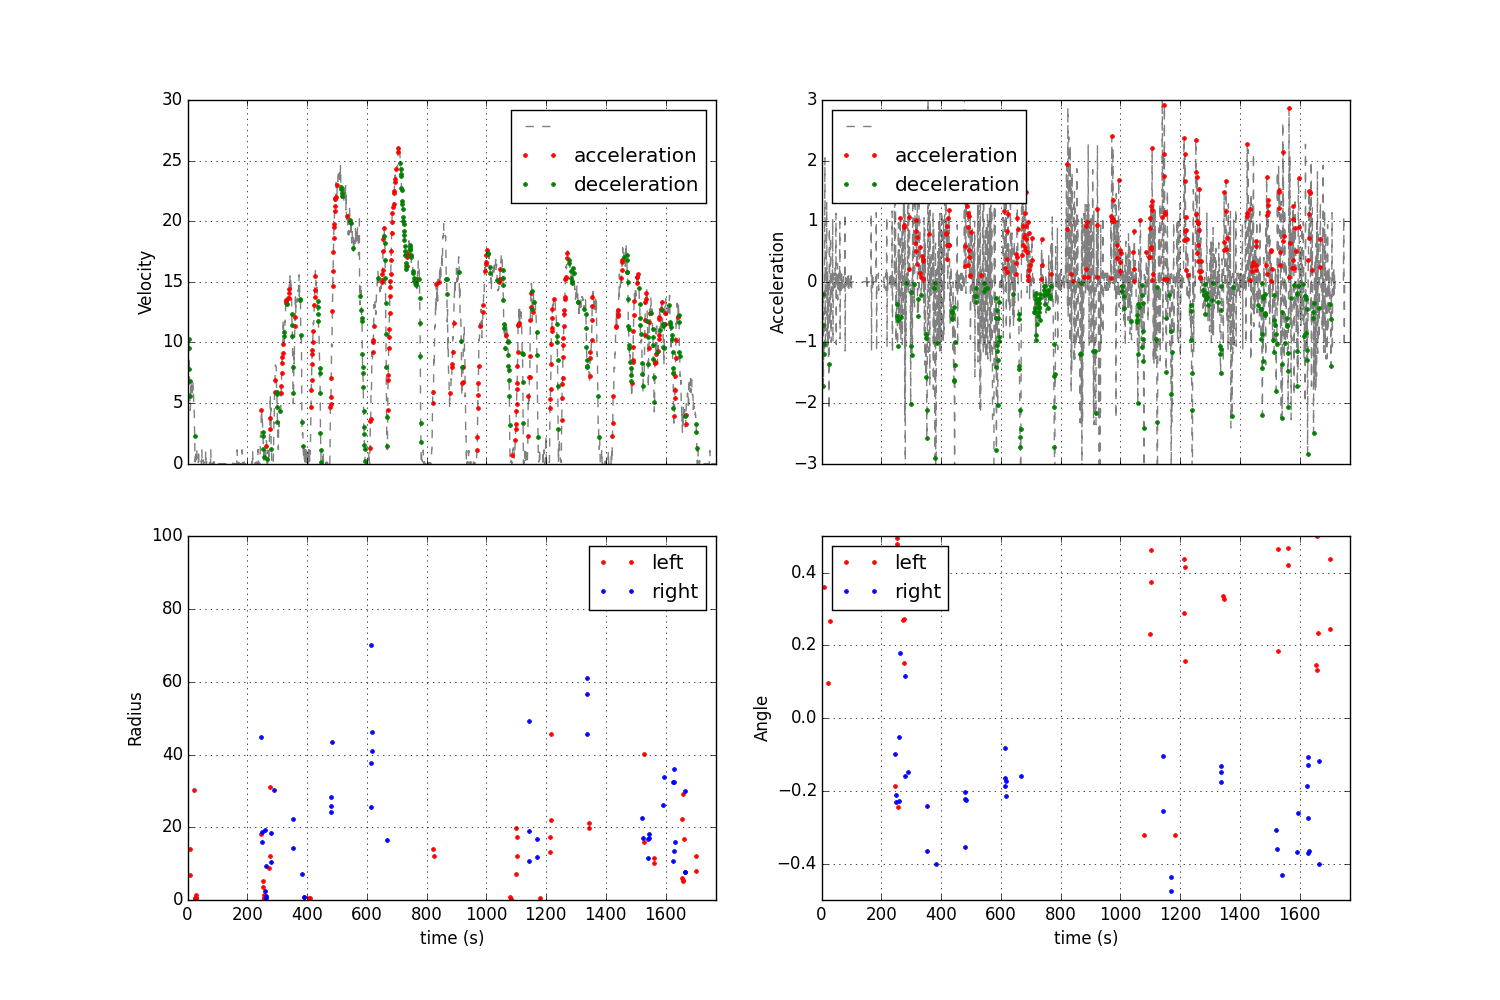 30
25
20
15
10
5
0
Velocity
acceleration
deceleration
3
2
1
0
−1
−2
−3
Acceleration
acceleration
deceleration
100
80
60
40
20
0
Radius
left
right
0 200 400 600 800 1000 1200 1400 1600
time (s)
0.4
0.2
0.0
−0.2
−0.4
Angle
left
right
0 200 400 600 800 1000 1200 1400 1600
time (s)